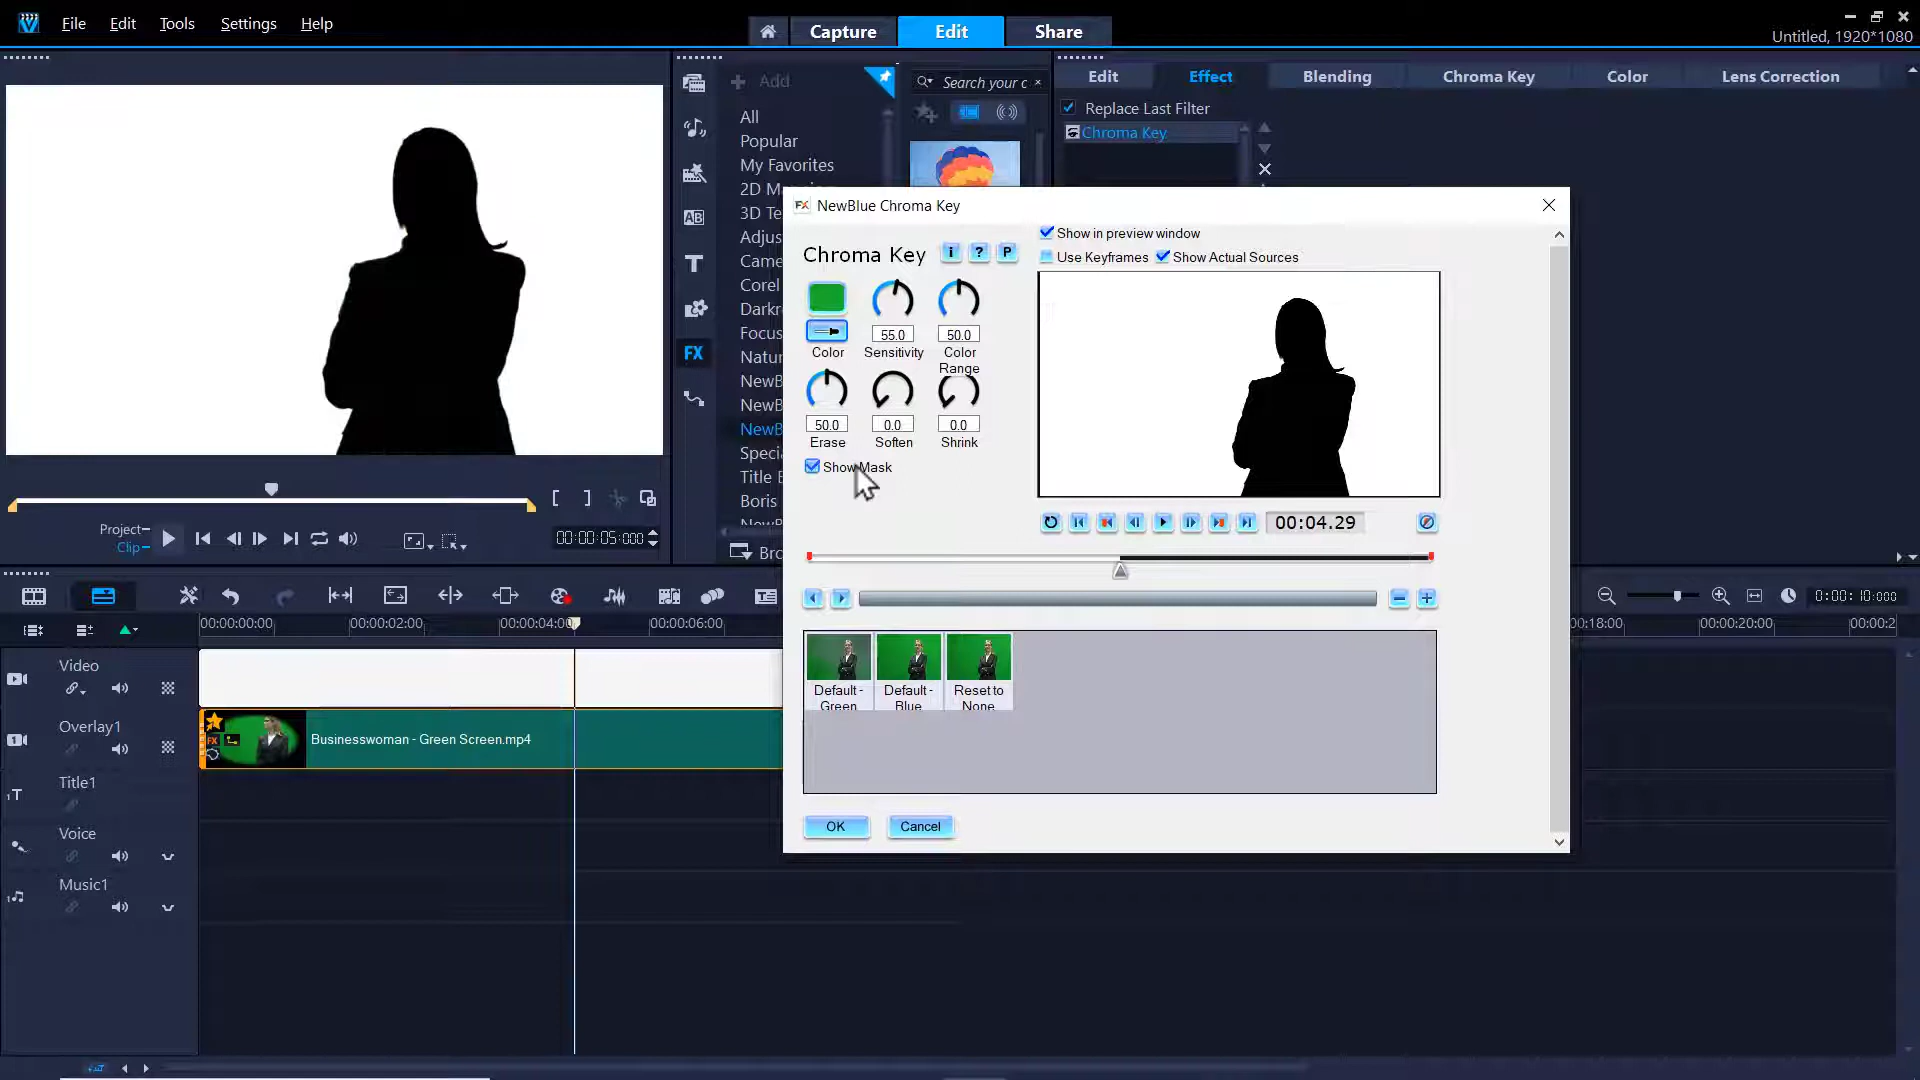 File Edit Tools Settings Help
Capture Edit Share
Untitled, 1920*1080
Add
Search your c
All
Popular
My Favorites
2D M
3D Te
Adjus
Came
Corel
Darkr
Focus
Natur
NewB
NewB
NewB
Specia
Title E
Boris
Bro
Edit Effect Blending Chroma Key Color Lens Correction
Replace Last Filter
Chroma Key
FX NewBlue Chroma Key
Chroma Key i ? P
Show in preview window
Use Keyframes Show Actual Sources
55.0 50.0
Color Sensitivity Color
Range
50.0 0.0 0.0
Erase Soften Shrink
Show Mask
00:04.29
Default - Green
Default - Blue
Reset to None
OK Cancel
Project
Clip
00:00:05:000
0:00:10:000
00:00:00:00 00:00:02:00 00:00:04:00 00:00:06:00
00:18:00 00:00:20:00 00:00:2
Video
Overlay1
Businesswoman - Green Screen.mp4
Title1
Voice
Music1
FX
AB
T